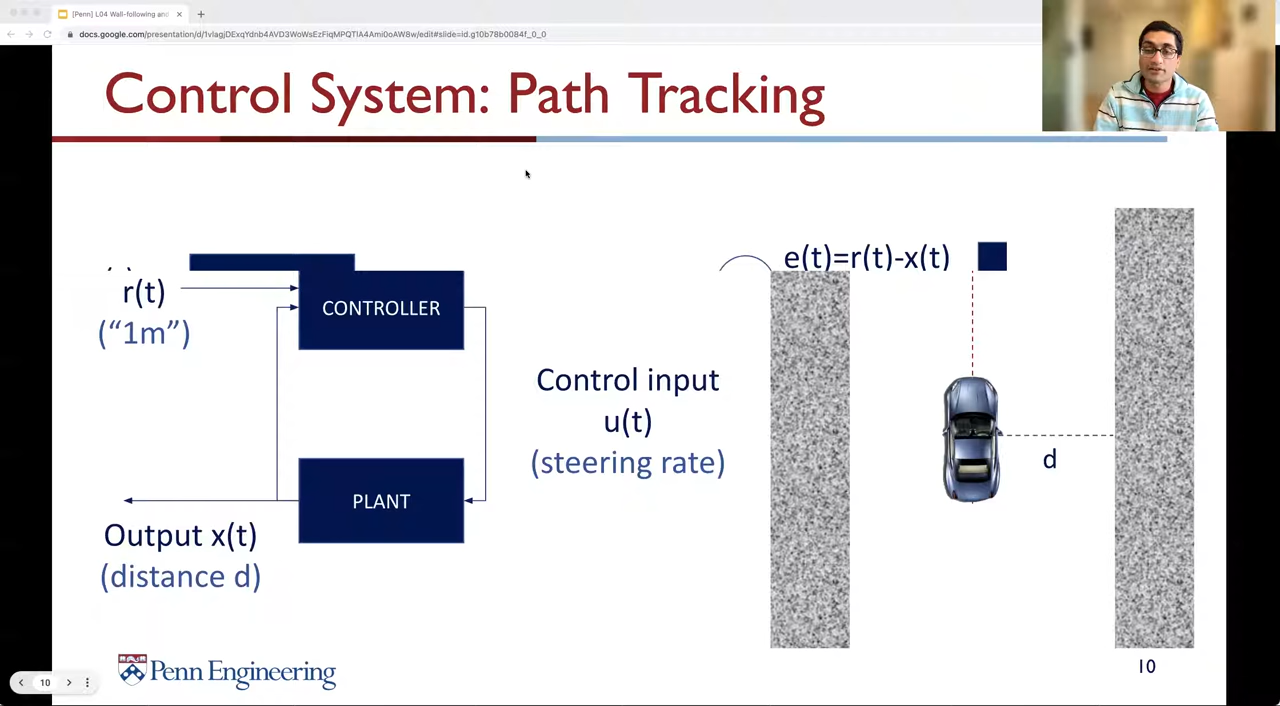 [Penn] L04 Wall-following and
docs.google.com/presentation/d/1vlagjDExqYdnb4AVD3WoWsEzFiqMPQTlA4Ami0oAW8w/edit#slide=id.g10b78b0084f_0_0
Control System: Path Tracking
e(t)=r(t)-x(t)
r(t)
("1m")
CONTROLLER
Control input
u(t)
(steering rate)
d
PLANT
Output x(t)
(distance d)
Penn Engineering
10
10